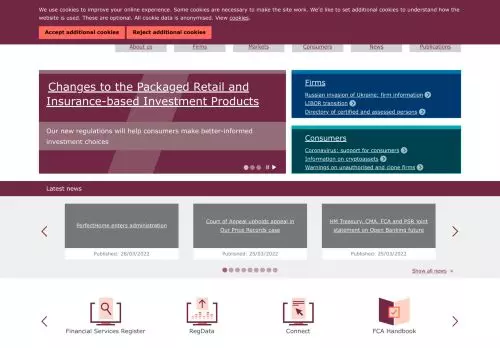 We use cookies to improve your online experience. Some cookies are necessary to make the site work. We'd like to set additional cookies to understand how the
website is used. These are optional. All cookie data is anonymised. View cookies.
Accept additional cookies Reject additional cookies
About us Firms Markets Consumers News Publications
Changes to the Packaged Retail and
Insurance-based Investment Products
Our new regulations will help consumers make better-informed
investment choices
Firms
Russian invasion of Ukraine: firm information
LIBOR transition
Directory of certified and assessed persons
Consumers
Coronavirus: support for consumers
Information on cryptoassets
Warnings on unauthorised and clone firms
Latest news
PerfectHome enters administration
Published: 28/03/2022
Court of Appeal upholds appeal in
Our Price Records case
Published: 25/03/2022
HM Treasury, CMA, FCA and PSR joint
statement on Open Banking future
Published: 25/03/2022
Show all news »
Financial Services Register RegData Connect FCA Handbook